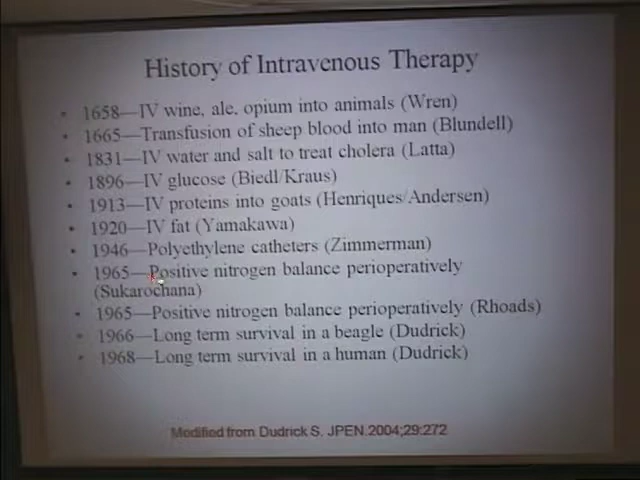 History of Intravenous Therapy
• 1658—IV wine, ale, opium into animals (Wren)
• 1665—Transfusion of sheep blood into man (Blundell)
• 1831—IV water and salt to treat cholera (Latta)
• 1896—IV glucose (Biedl/Kraus)
• 1913—IV proteins into goats (Henriques/Andersen)
• 1920—IV fat (Yamakawa)
• 1946—Polyethylene catheters (Zimmerman)
• 1965—Positive nitrogen balance perioperatively
(Sukarochana)
• 1965—Positive nitrogen balance perioperatively (Rhoads)
• 1966—Long term survival in a beagle (Dudrick)
• 1968—Long term survival in a human (Dudrick)
Modified from Dudrick S. JPEN.2004;29:272